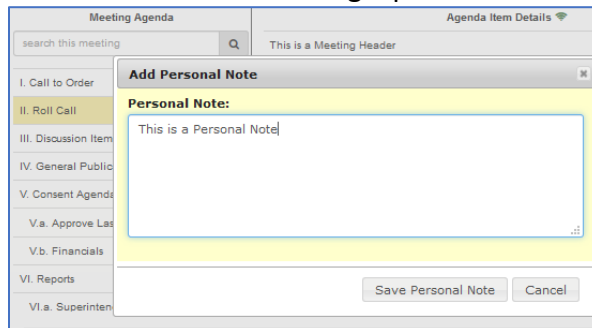 Meeting Agenda
Agenda Item Details
search this meeting
This is a Meeting Header
I. Call to Order
II. Roll Call
III. Discussion Item
IV. General Public
V. Consent Agenda
V.a. Approve Las
V.b. Financials
VI. Reports
VI.a. Superinten
Add Personal Note
Personal Note:
This is a Personal Note
Save Personal Note
Cancel